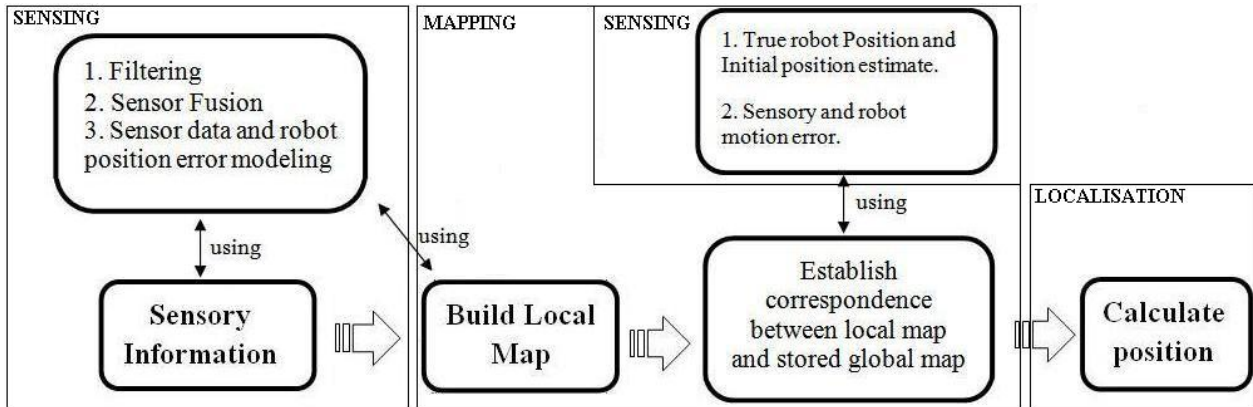 SENSING
1. Filtering
2. Sensor Fusion
3. Sensor data and robot
position error modeling
using
Sensory
Information
MAPPING
using
Build Local
Map
SENSING
1. True robot Position and
Initial position estimate.
2. Sensory and robot
motion error.
using
Establish
correspondence
between local map
and stored global map
LOCALISATION
Calculate
position